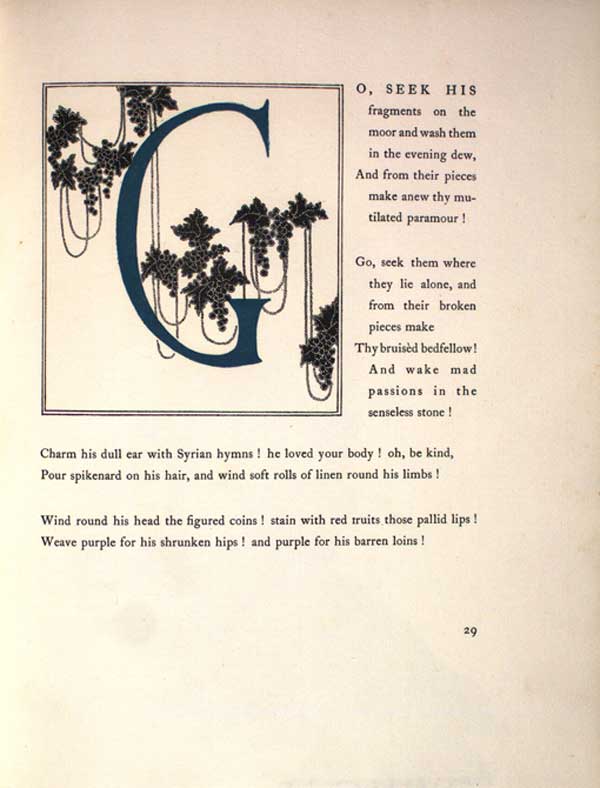 GO, SEEK HIS
fragments on the
moor and wash them
in the evening dew,
And from their pieces
make anew thy mu-
tilated paramour !
Go, seek them where
they lie alone, and
from their broken
pieces make
Thy bruisèd bedfellow !
And wake mad
passions in the
senseless stone !
Charm his dull ear with Syrian hymns ! he loved your body ! oh, be kind,
Pour spikenard on his hair, and wind soft rolls of linen round his limbs !
Wind round his head the figured coins ! stain with red fruits those pallid lips !
Weave purple for his shrunken hips ! and purple for his barren loins !
29